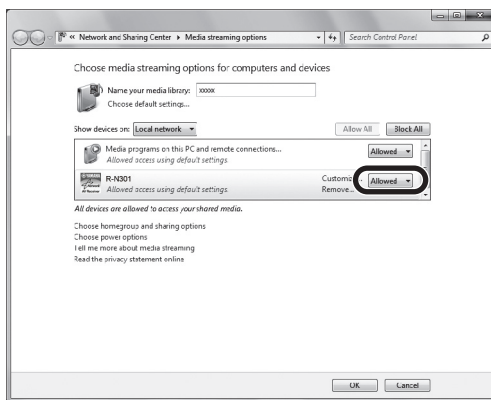 « Network and Sharing Center ▸ Media streaming options
Search Control Panel
Choose media streaming options for computers and devices
Name your media library: xxxxx
Choose default settings...
Show devices on: Local network
Allow All Block All
Media programs on this PC and remote connections...
Allowed access using default settings.
Allowed
R-N301
Allowed access using default settings.
Customize...
Remove...
Allowed
All devices are allowed to access your shared media.
Choose homegroup and sharing options
Choose power options
Tell me more about media streaming
Read the privacy statement online
OK Cancel